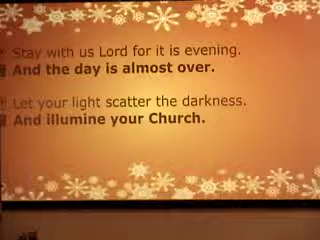 Stay with us Lord for it is evening.
And the day is almost over.
Let your light scatter the darkness.
And illumine your Church.